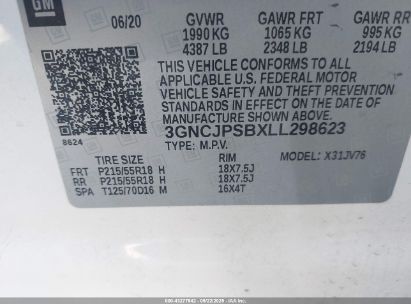 GM
06/20 GVWR GAWR FRT GAWR RR
1990 KG 1065 KG 995 KG
4387 LB 2348 LB 2194 LB
THIS VEHICLE CONFORMS TO ALL APPLICABLE
U.S. FEDERAL MOTOR
VEHICLE SAFETY AND THEFT PREVENTION
STANDARDS IN EFFECT ON THE DATE OF
MANUFACTURE SHOWN ABOVE.
3GNCJPSBXLL298623
8624 TYPE: M.P.V.
TIRE SIZE RIM MODEL: X31JV76
FRT P215/55R18 H 18X7.5J
RR P215/55R18 H 18X7.5J
SPA T125/70D16 M 16X4T